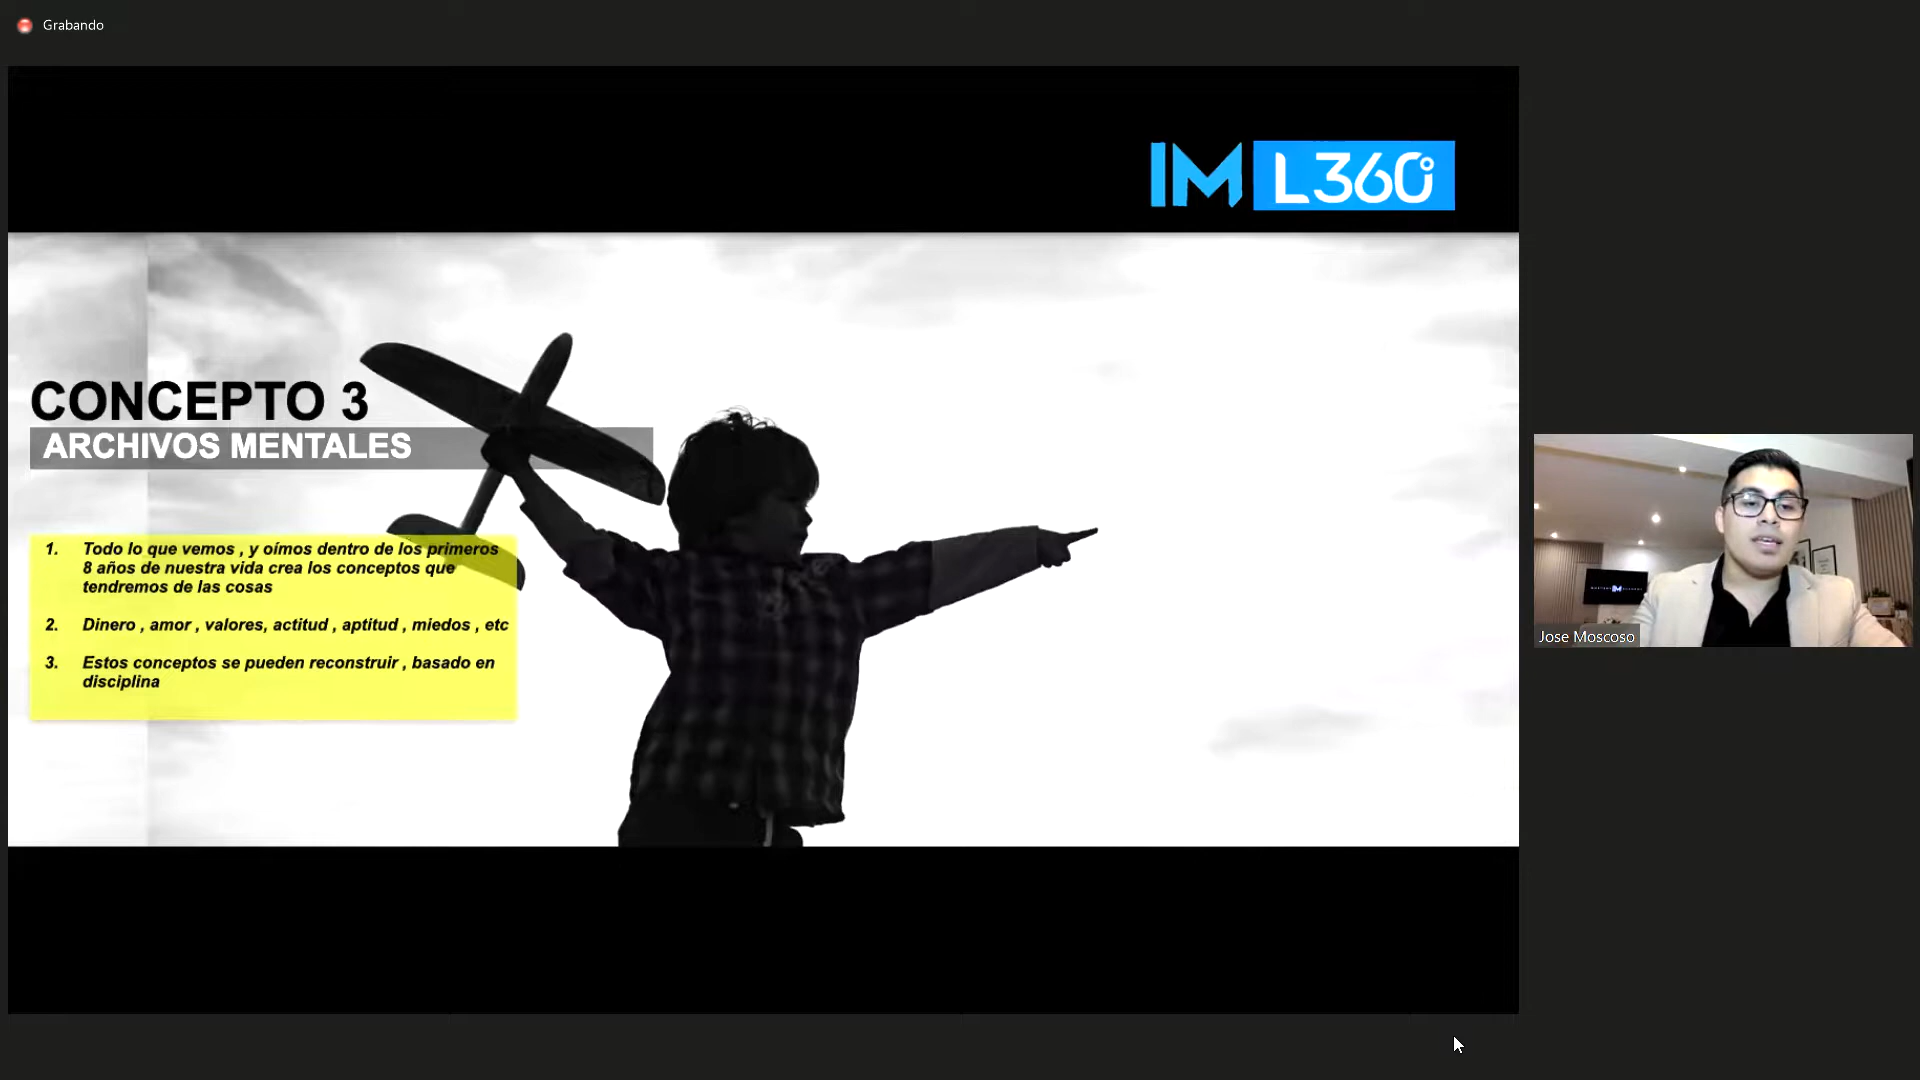 Grabando
IM L360°
CONCEPTO 3
ARCHIVOS MENTALES
1. Todo lo que vemos , y oímos dentro de los primeros
8 años de nuestra vida crea los conceptos que
tendremos de las cosas
2. Dinero , amor , valores, actitud , aptitud , miedos , etc
3. Estos conceptos se pueden reconstruir , basado en
disciplina
IM
Jose Moscoso